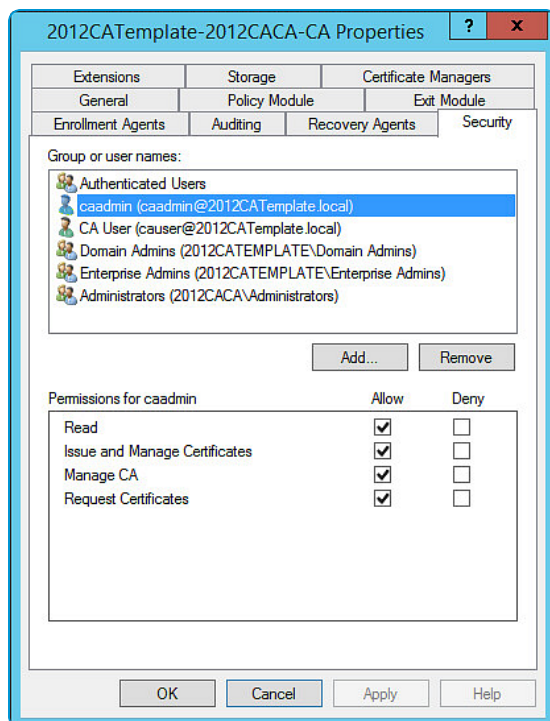 2012CATemplate-2012CACA-CA Properties ? x
Extensions Storage Certificate Managers
General Policy Module Exit Module
Enrollment Agents Auditing Recovery Agents Security
Group or user names:
Authenticated Users
caadmin (caadmin@2012CATemplate.local)
CA User (causer@2012CATemplate.local)
Domain Admins (2012CATEMPLATE\Domain Admins)
Enterprise Admins (2012CATEMPLATE\Enterprise Admins)
Administrators (2012CACA\Administrators)
Add... Remove
Permissions for caadmin Allow Deny
Read
Issue and Manage Certificates
Manage CA
Request Certificates
OK Cancel Apply Help